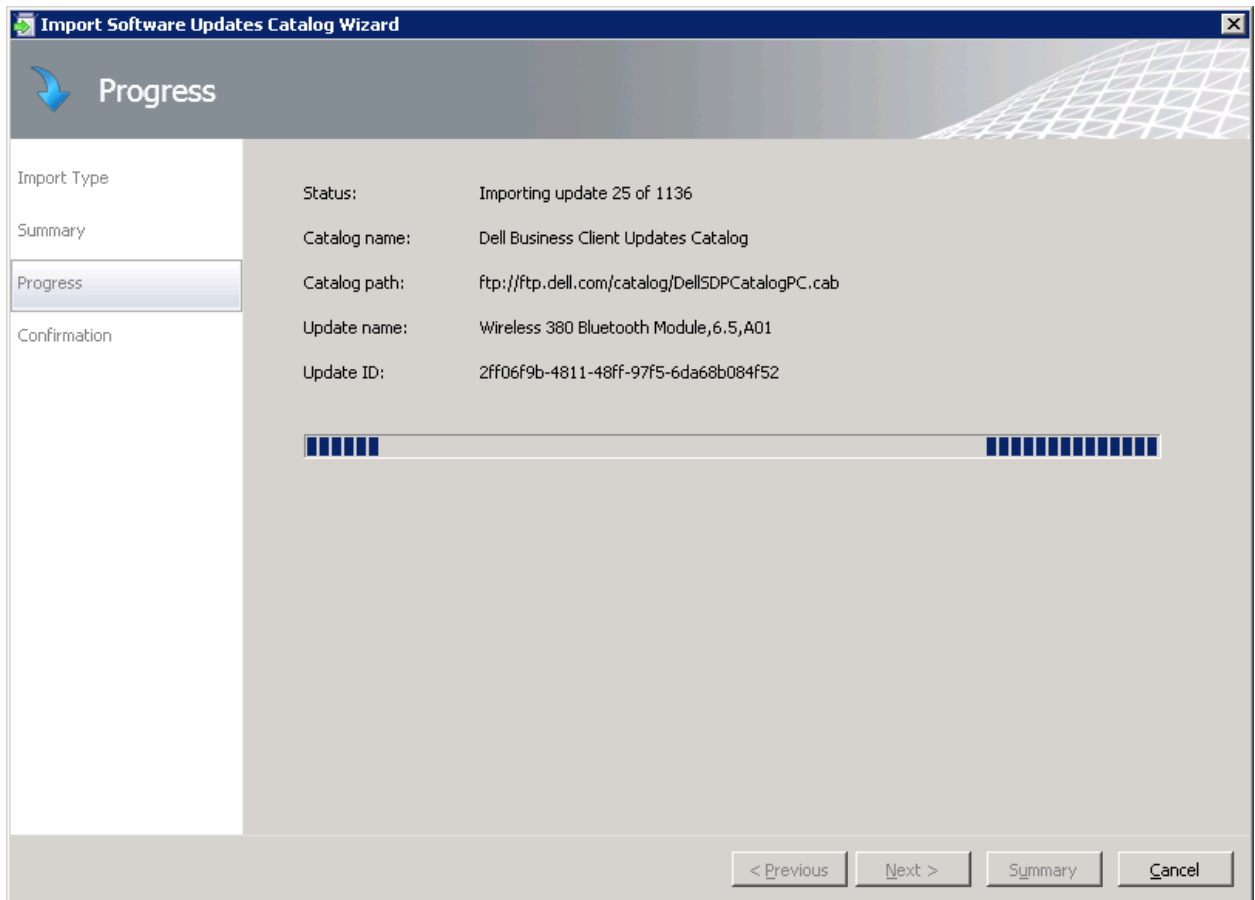 Import Software Updates Catalog Wizard
Progress
Import Type
Summary
Progress
Confirmation
Status: Importing update 25 of 1136
Catalog name: Dell Business Client Updates Catalog
Catalog path: ftp://ftp.dell.com/catalog/DellSDPCatalogPC.cab
Update name: Wireless 380 Bluetooth Module,6.5,A01
Update ID: 2ff06f9b-4811-48ff-97f5-6da68b084f52
< Previous Next > Summary Cancel